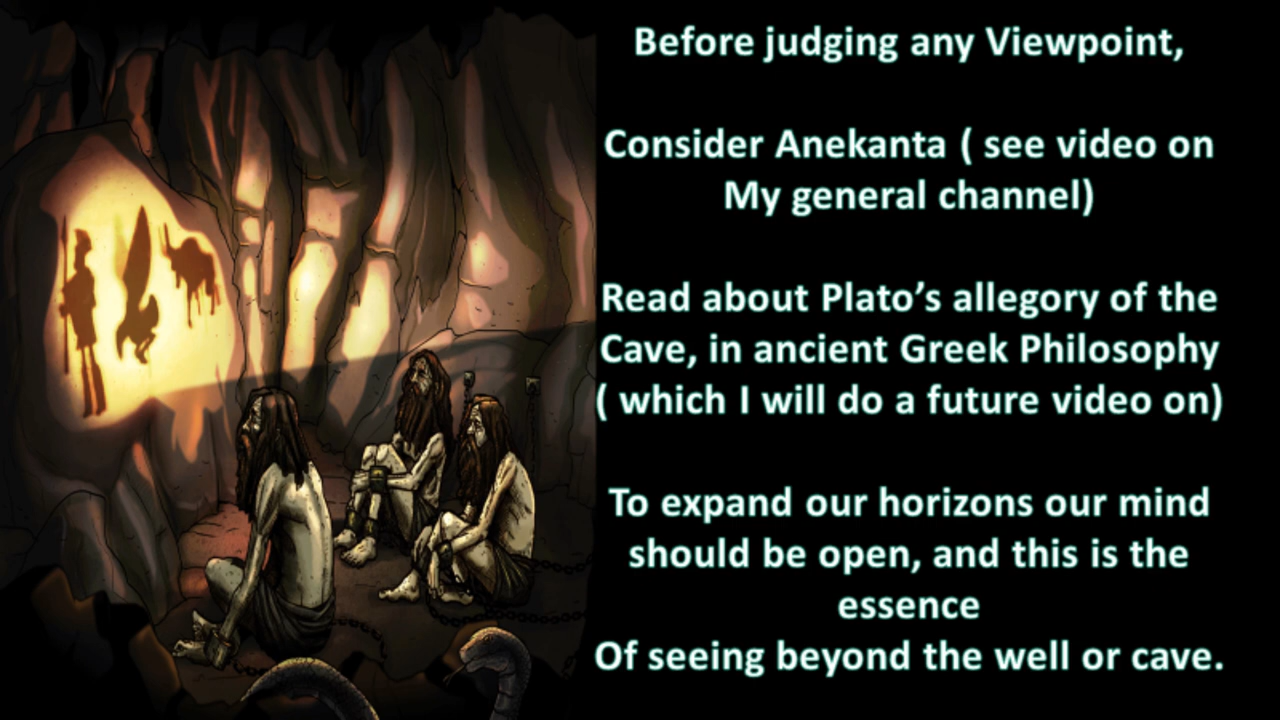 Before judging any Viewpoint,
Consider Anekanta ( see video on
My general channel)
Read about Plato’s allegory of the
Cave, in ancient Greek Philosophy
( which I will do a future video on)
To expand our horizons our mind
should be open, and this is the
essence
Of seeing beyond the well or cave.